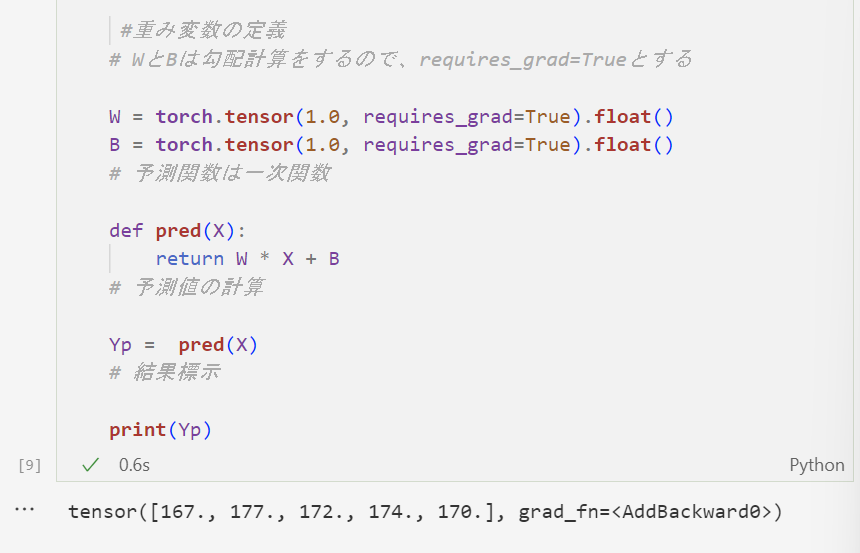 #重み変数の定義
# WとBは勾配計算をするので、requires_grad=Trueとする
W = torch.tensor(1.0, requires_grad=True).float()
B = torch.tensor(1.0, requires_grad=True).float()
# 予測関数は一次関数
def pred(X):
return W * X + B
# 予測値の計算
Yp =  pred(X)
# 結果標示
print(Yp)
[9]
0.6s
Python
... tensor([167., 177., 172., 174., 170.], grad_fn=<AddBackward0>)